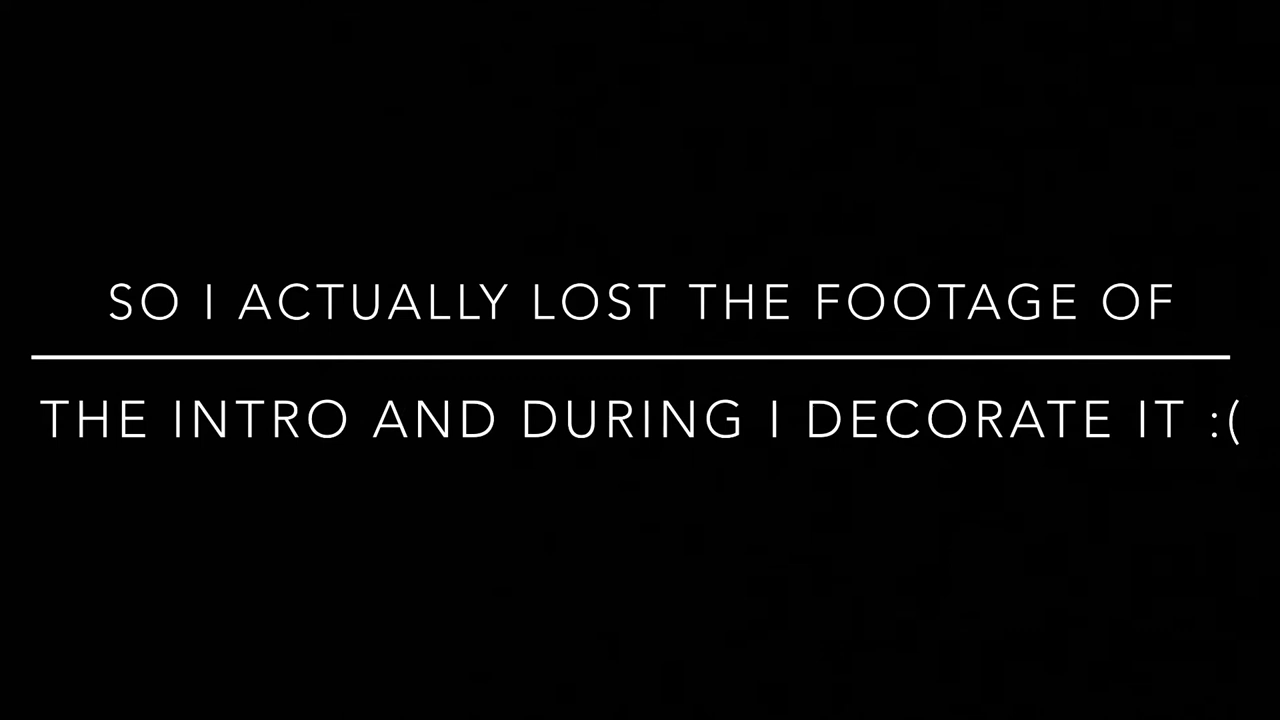 SO I ACTUALLY LOST THE FOOTAGE OF
THE INTRO AND DURING I DECORATE IT :(